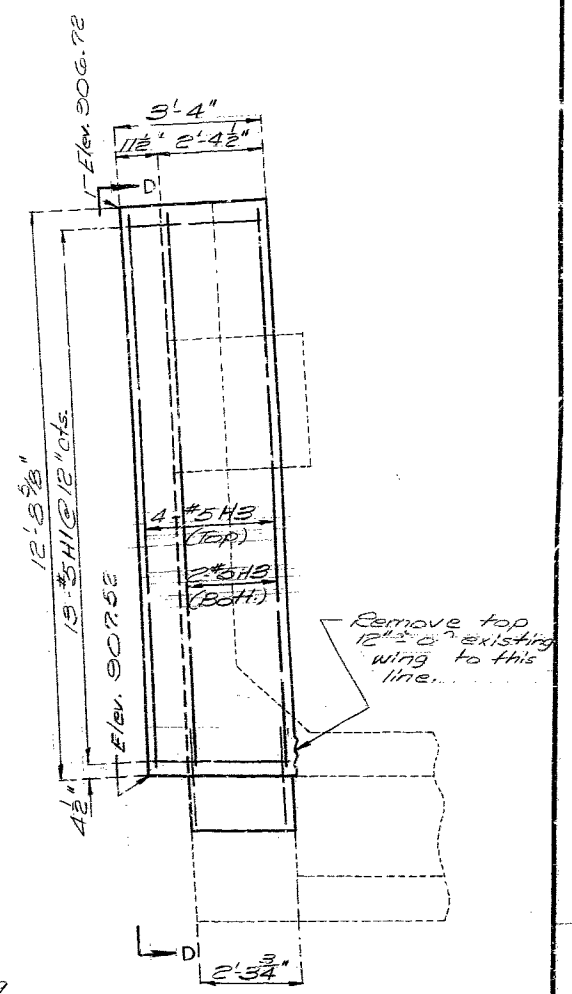 Elev. 906.72
3'-4"
11½" 2'-4½"
D
12'-8⅝"
13-#5H1@12"cts.
4-#5H3
(Top)
2-#5H3
(Bott.)
Elev. 907.52
Remove top
12"± of existing
wing to this
line.
4½"
D
2'-3¾"